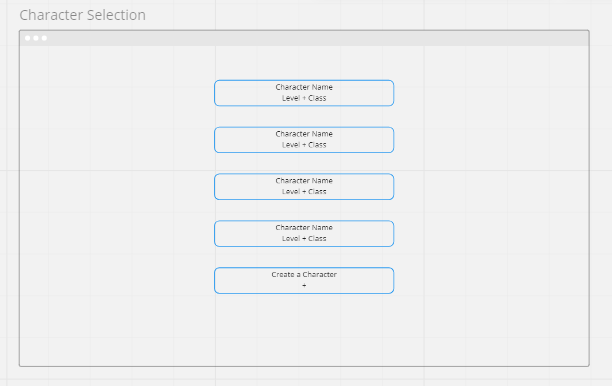 Character Selection
Character Name
Level + Class
Character Name
Level + Class
Character Name
Level + Class
Character Name
Level + Class
Create a Character
+